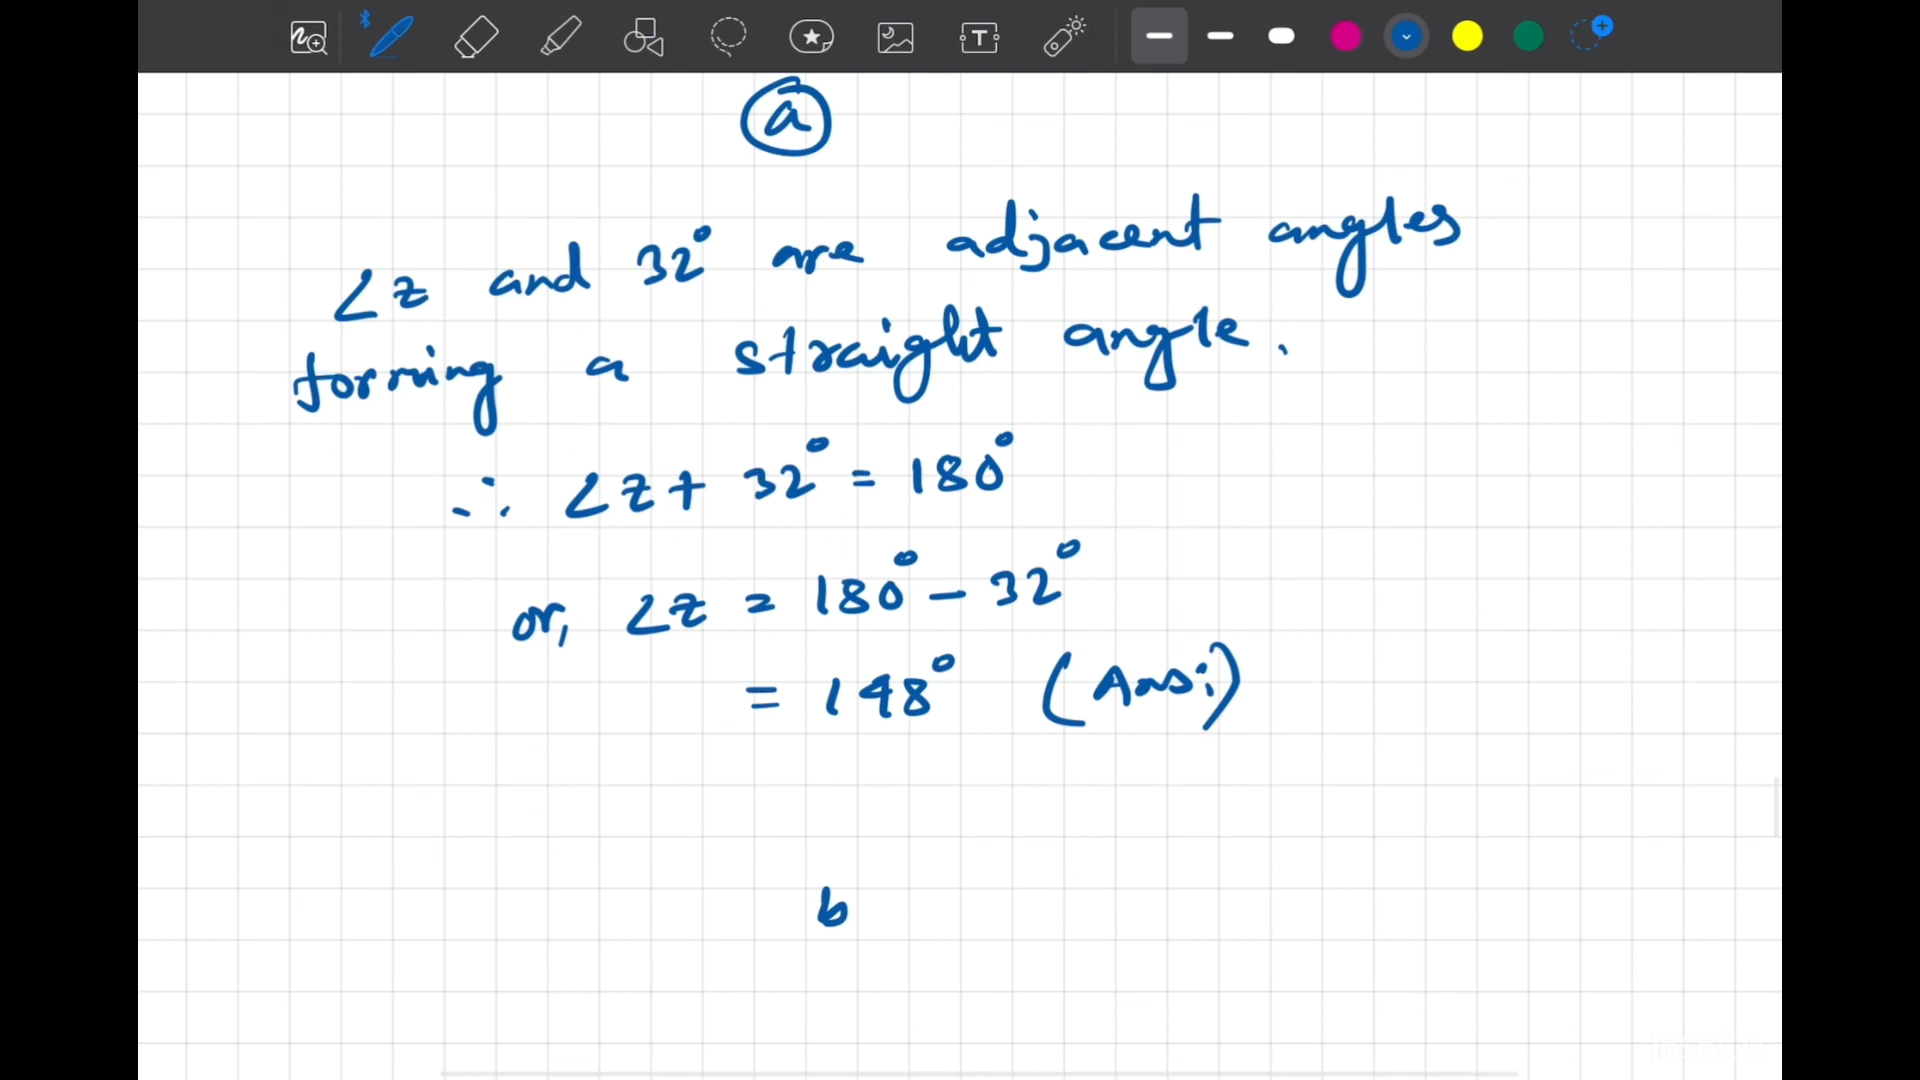 a
∠z and 32° are adjacent angles
forming a straight angle.
∴ ∠z + 32° = 180°
or, ∠z = 180° - 32°
= 148° (Ans:)
b